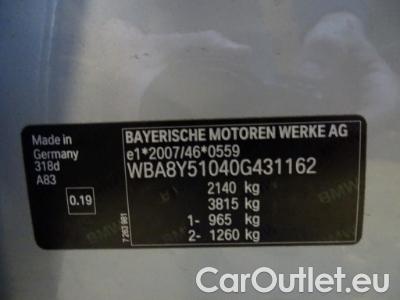 Made in
Germany
318d
A83
0.19
BAYERISCHE MOTOREN WERKE AG
e1*2007/46*0559
WBA8Y51040G431162
2140 kg
3815 kg
1- 965 kg
2- 1260 kg
CarOutlet.eu